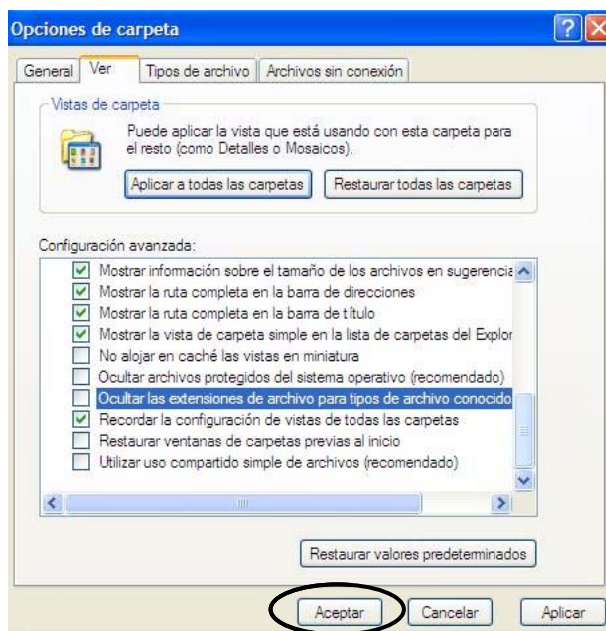 Opciones de carpeta
General Ver Tipos de archivo Archivos sin conexión
Vistas de carpeta
Puede aplicar la vista que está usando con esta carpeta para
el resto (como Detalles o Mosaicos).
Aplicar a todas las carpetas Restaurar todas las carpetas
Configuración avanzada:
Mostrar información sobre el tamaño de los archivos en sugerencia
Mostrar la ruta completa en la barra de direcciones
Mostrar la ruta completa en la barra de título
Mostrar la vista de carpeta simple en la lista de carpetas del Explor
No alojar en caché las vistas en miniatura
Ocultar archivos protegidos del sistema operativo (recomendado)
Ocultar las extensiones de archivo para tipos de archivo conocido
Recordar la configuración de vistas de todas las carpetas
Restaurar ventanas de carpetas previas al inicio
Utilizar uso compartido simple de archivos (recomendado)
Restaurar valores predeterminados
Aceptar Cancelar Aplicar